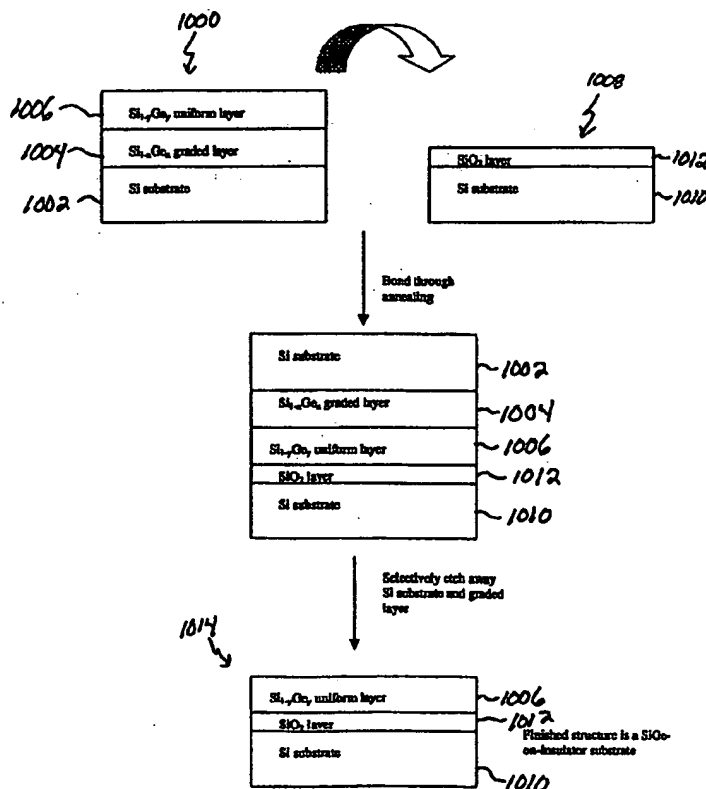 1000
1006
Si₁₋yGey uniform layer
1004
Si₁₋xGex graded layer
1002
Si substrate
1008
SiO₂ layer
1012
Si substrate
1010
Bond through
annealing
Si substrate
1002
Si₁₋xGex graded layer
1004
Si₁₋yGey uniform layer
1006
SiO₂ layer
1012
Si substrate
1010
Selectively etch away
Si substrate and graded
layer
1014
Si₁₋yGey uniform layer
1006
SiO₂ layer
1012
Finished structure is a SiGe-
on-insulator substrate
Si substrate
1010